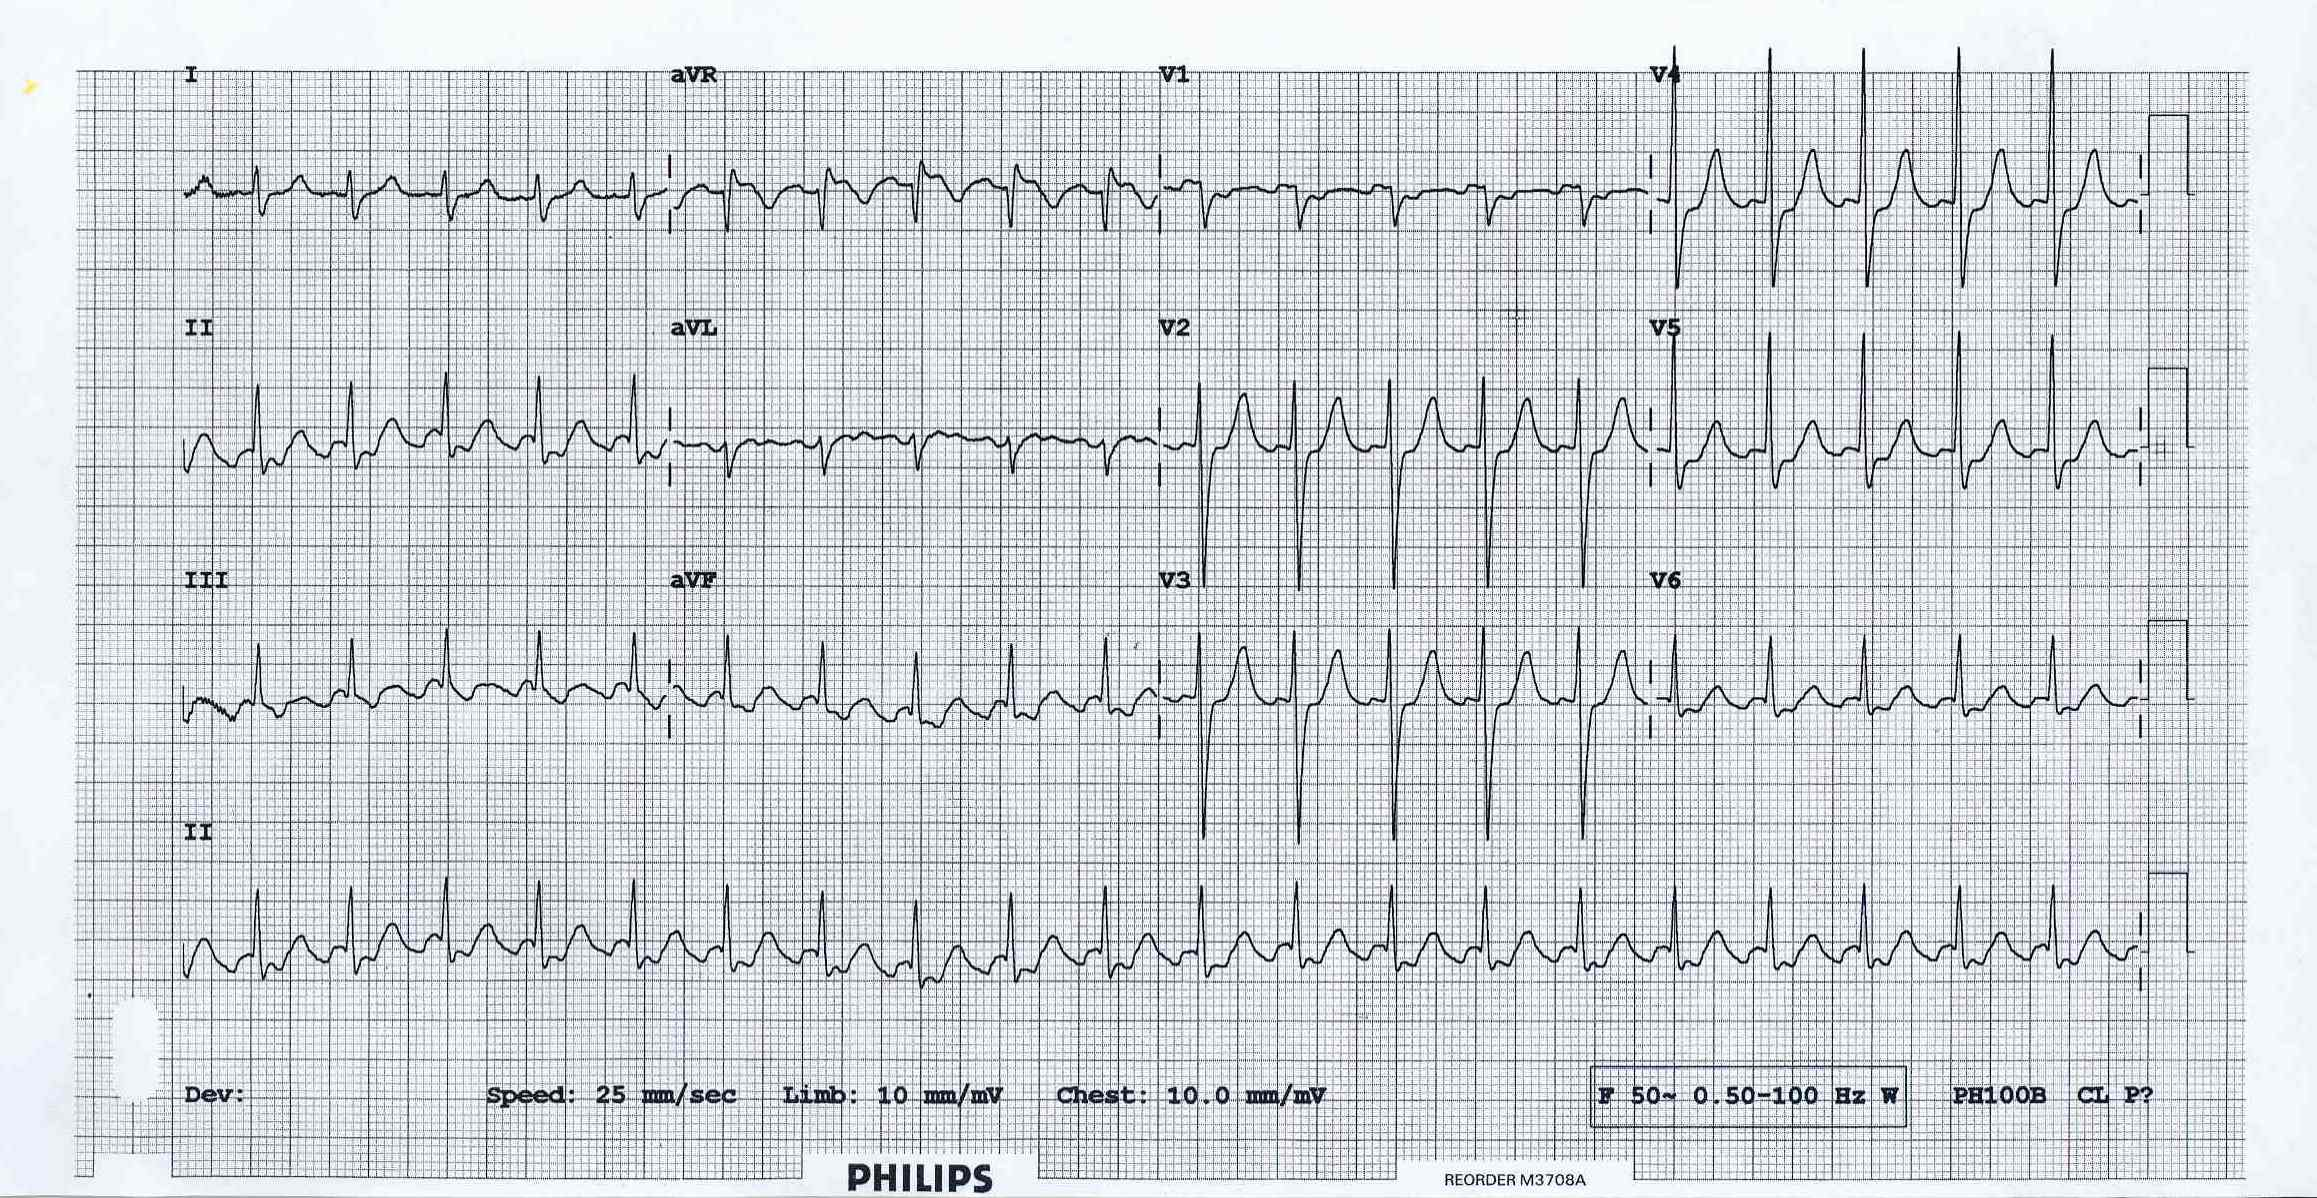 I aVR V1 V4
II aVL V2 V5
III aVF V3 V6
II
Dev: Speed: 25 mm/sec Limb: 10 mm/mV Chest: 10.0 mm/mV F 50~ 0.50-100 Hz W PH100B CL P?
PHILIPS REORDER M3708A